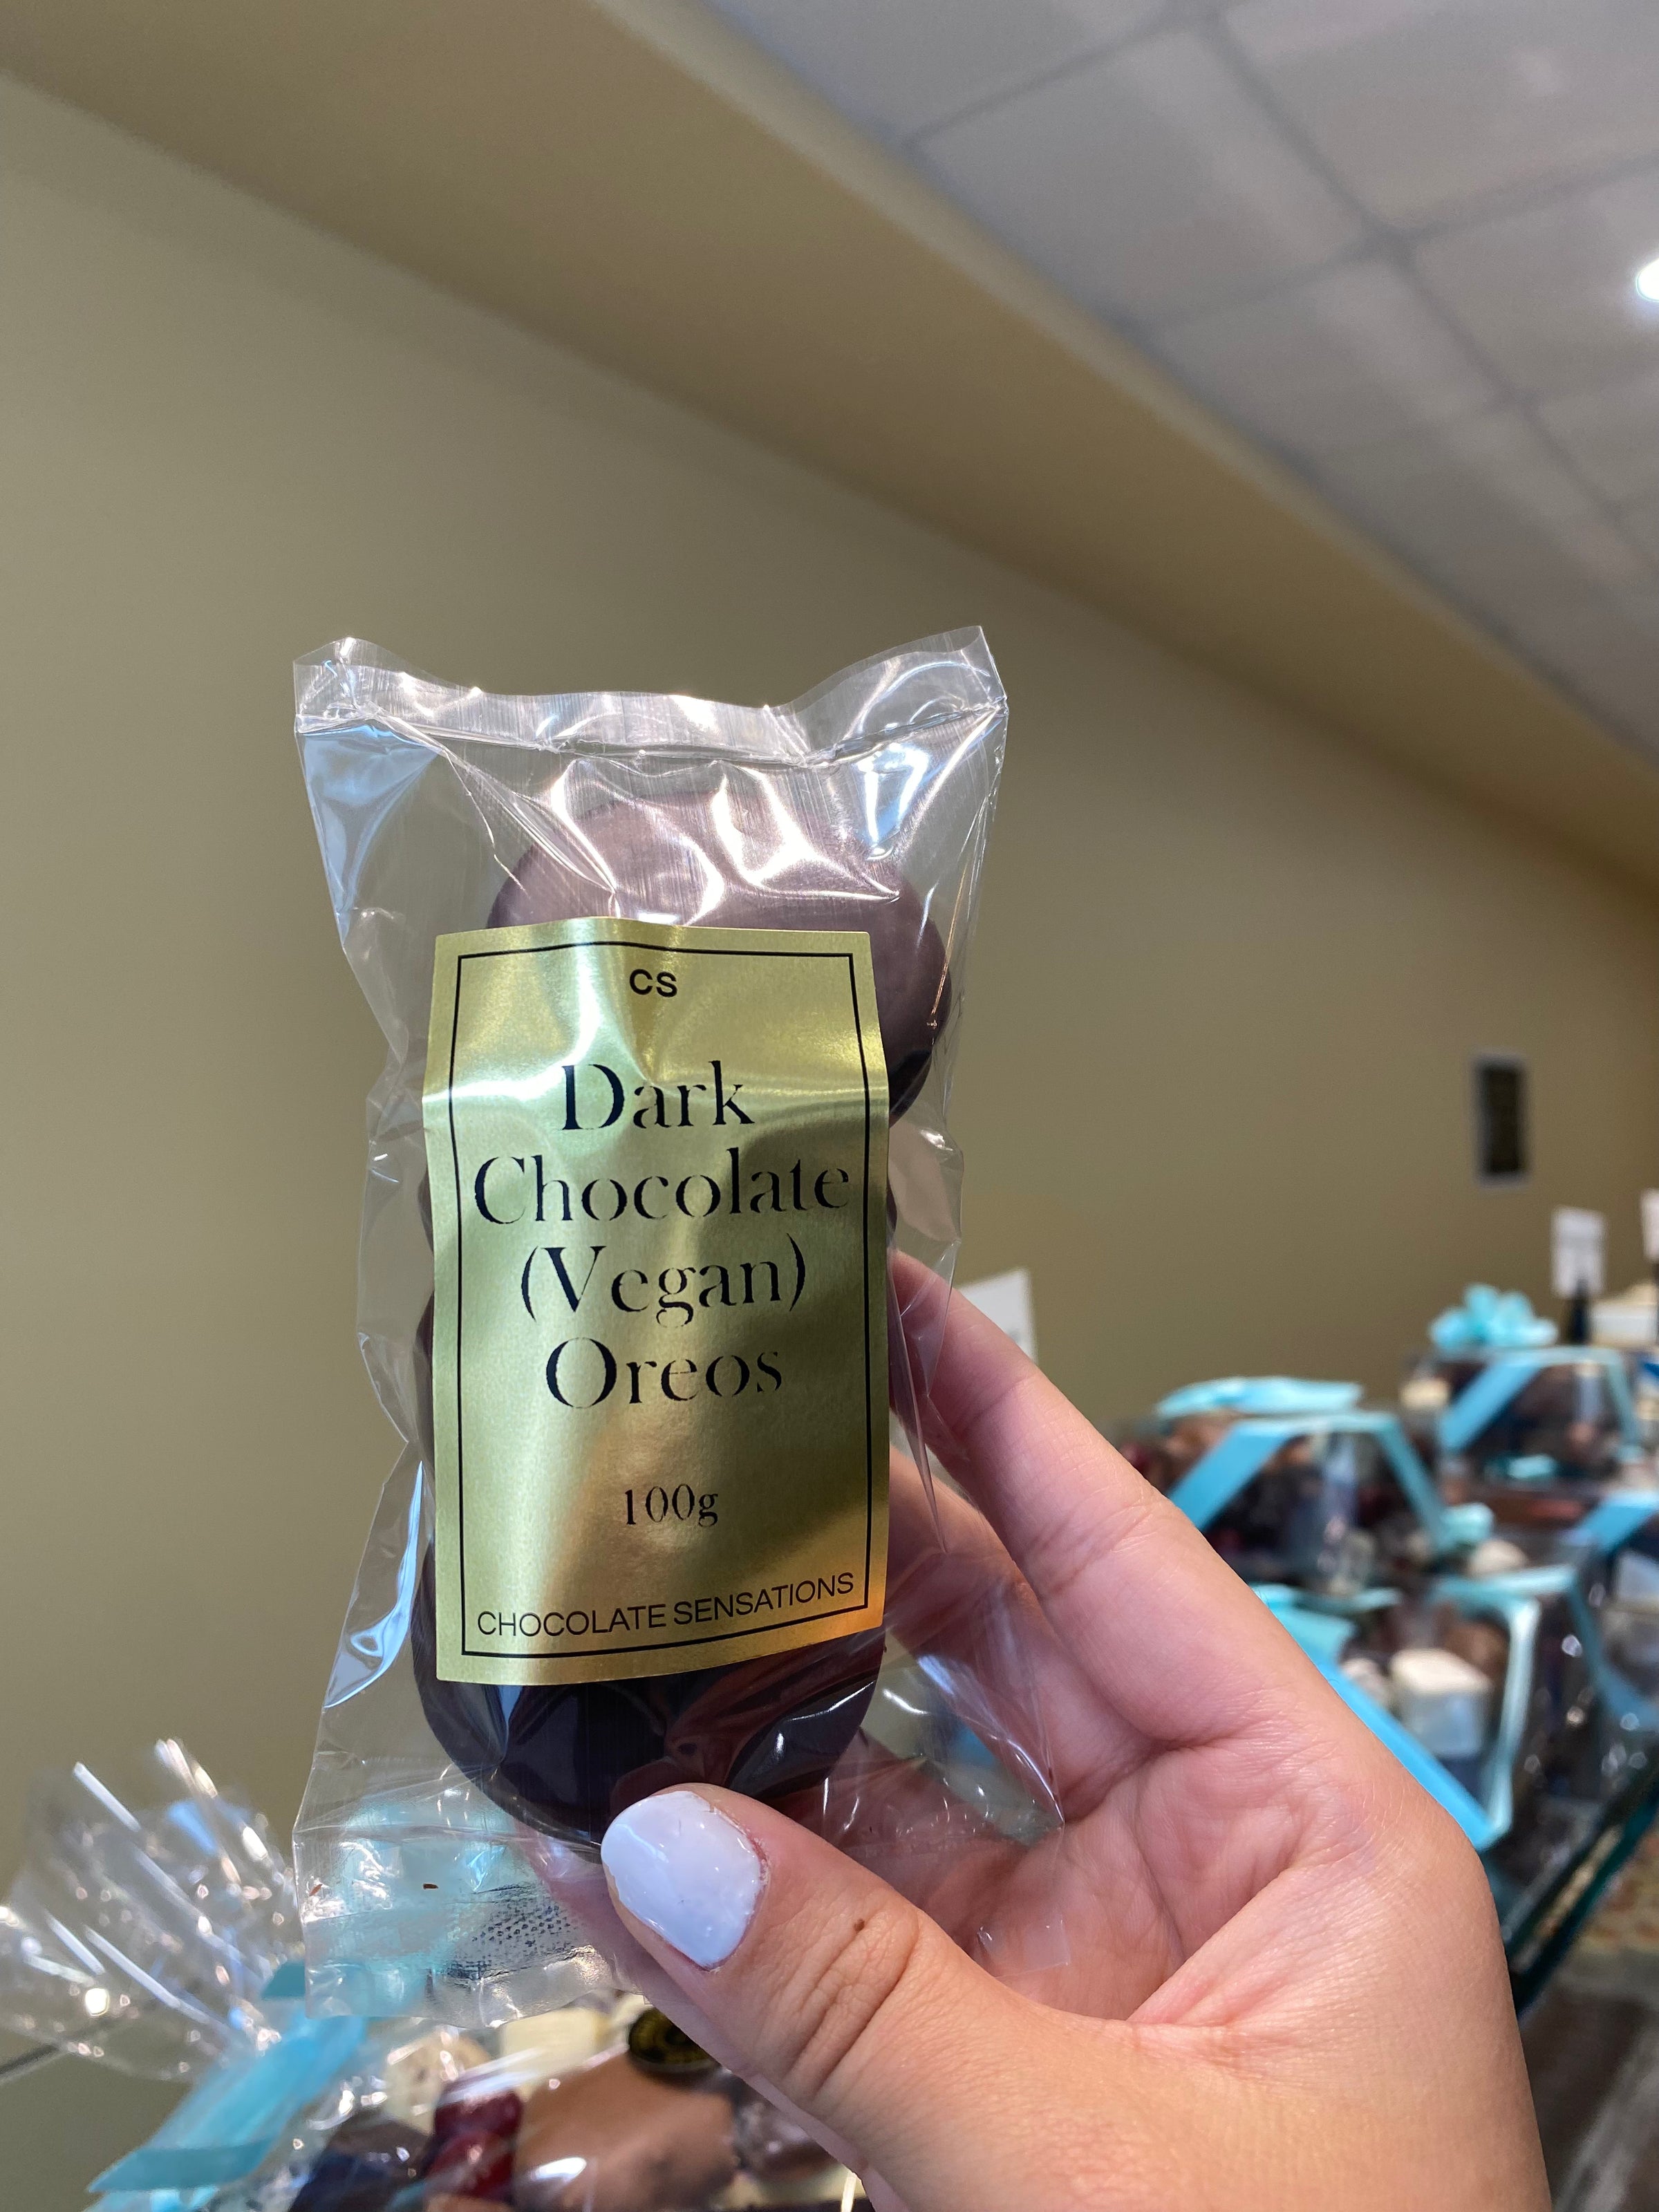 CS
Dark
Chocolate
(Vegan)
Oreos
100g
CHOCOLATE SENSATIONS